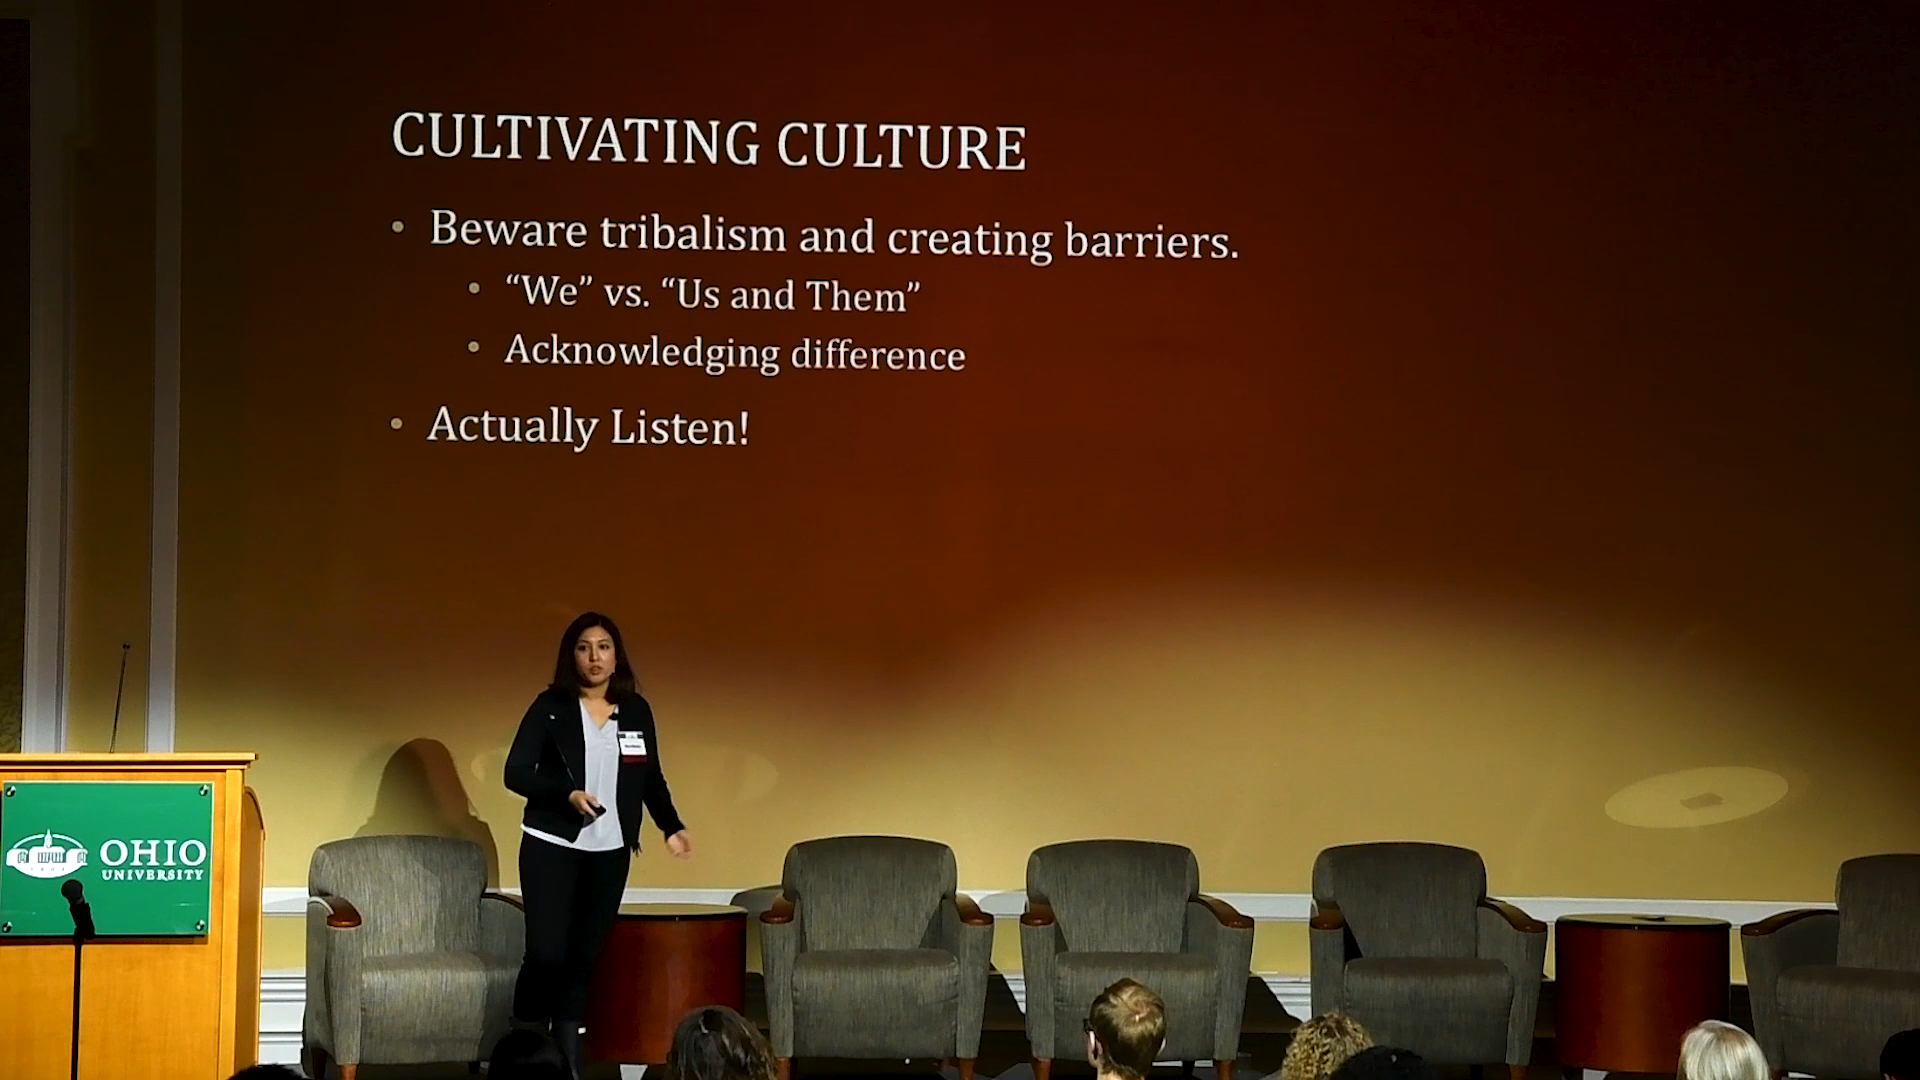 CULTIVATING CULTURE
• Beware tribalism and creating barriers.
• “We” vs. “Us and Them”
• Acknowledging difference
• Actually Listen!
OHIO
UNIVERSITY